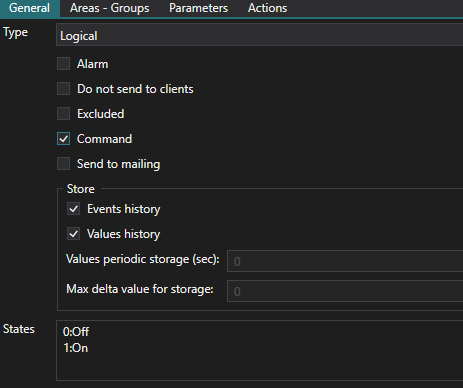 General Areas - Groups Parameters Actions
Type Logical
Alarm
Do not send to clients
Excluded
Command
Send to mailing
Store
Events history
Values history
Values periodic storage (sec): 0
Max delta value for storage: 0
States 0:Off
1:On